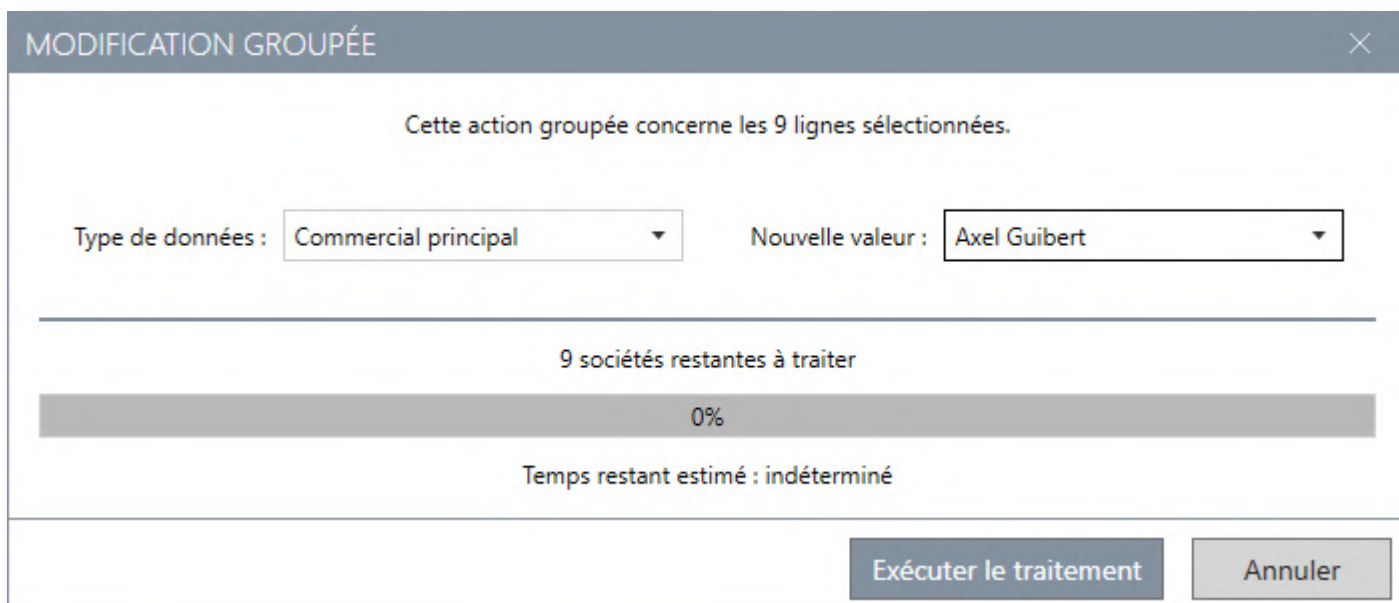 MODIFICATION GROUPÉE
Cette action groupée concerne les 9 lignes sélectionnées.
Type de données : Commercial principal Nouvelle valeur : Axel Guibert
9 sociétés restantes à traiter
0%
Temps restant estimé : indéterminé
Exécuter le traitement Annuler